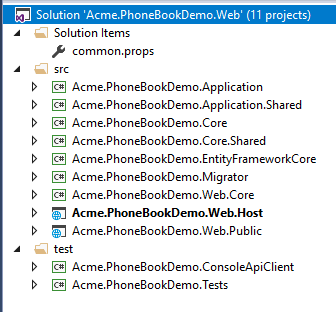 Solution 'Acme.PhoneBookDemo.Web' (11 projects)
Solution Items
common.props
src
C# Acme.PhoneBookDemo.Application
C# Acme.PhoneBookDemo.Application.Shared
C# Acme.PhoneBookDemo.Core
C# Acme.PhoneBookDemo.Core.Shared
C# Acme.PhoneBookDemo.EntityFrameworkCore
C# Acme.PhoneBookDemo.Migrator
C# Acme.PhoneBookDemo.Web.Core
Acme.PhoneBookDemo.Web.Host
Acme.PhoneBookDemo.Web.Public
test
C# Acme.PhoneBookDemo.ConsoleApiClient
C# Acme.PhoneBookDemo.Tests